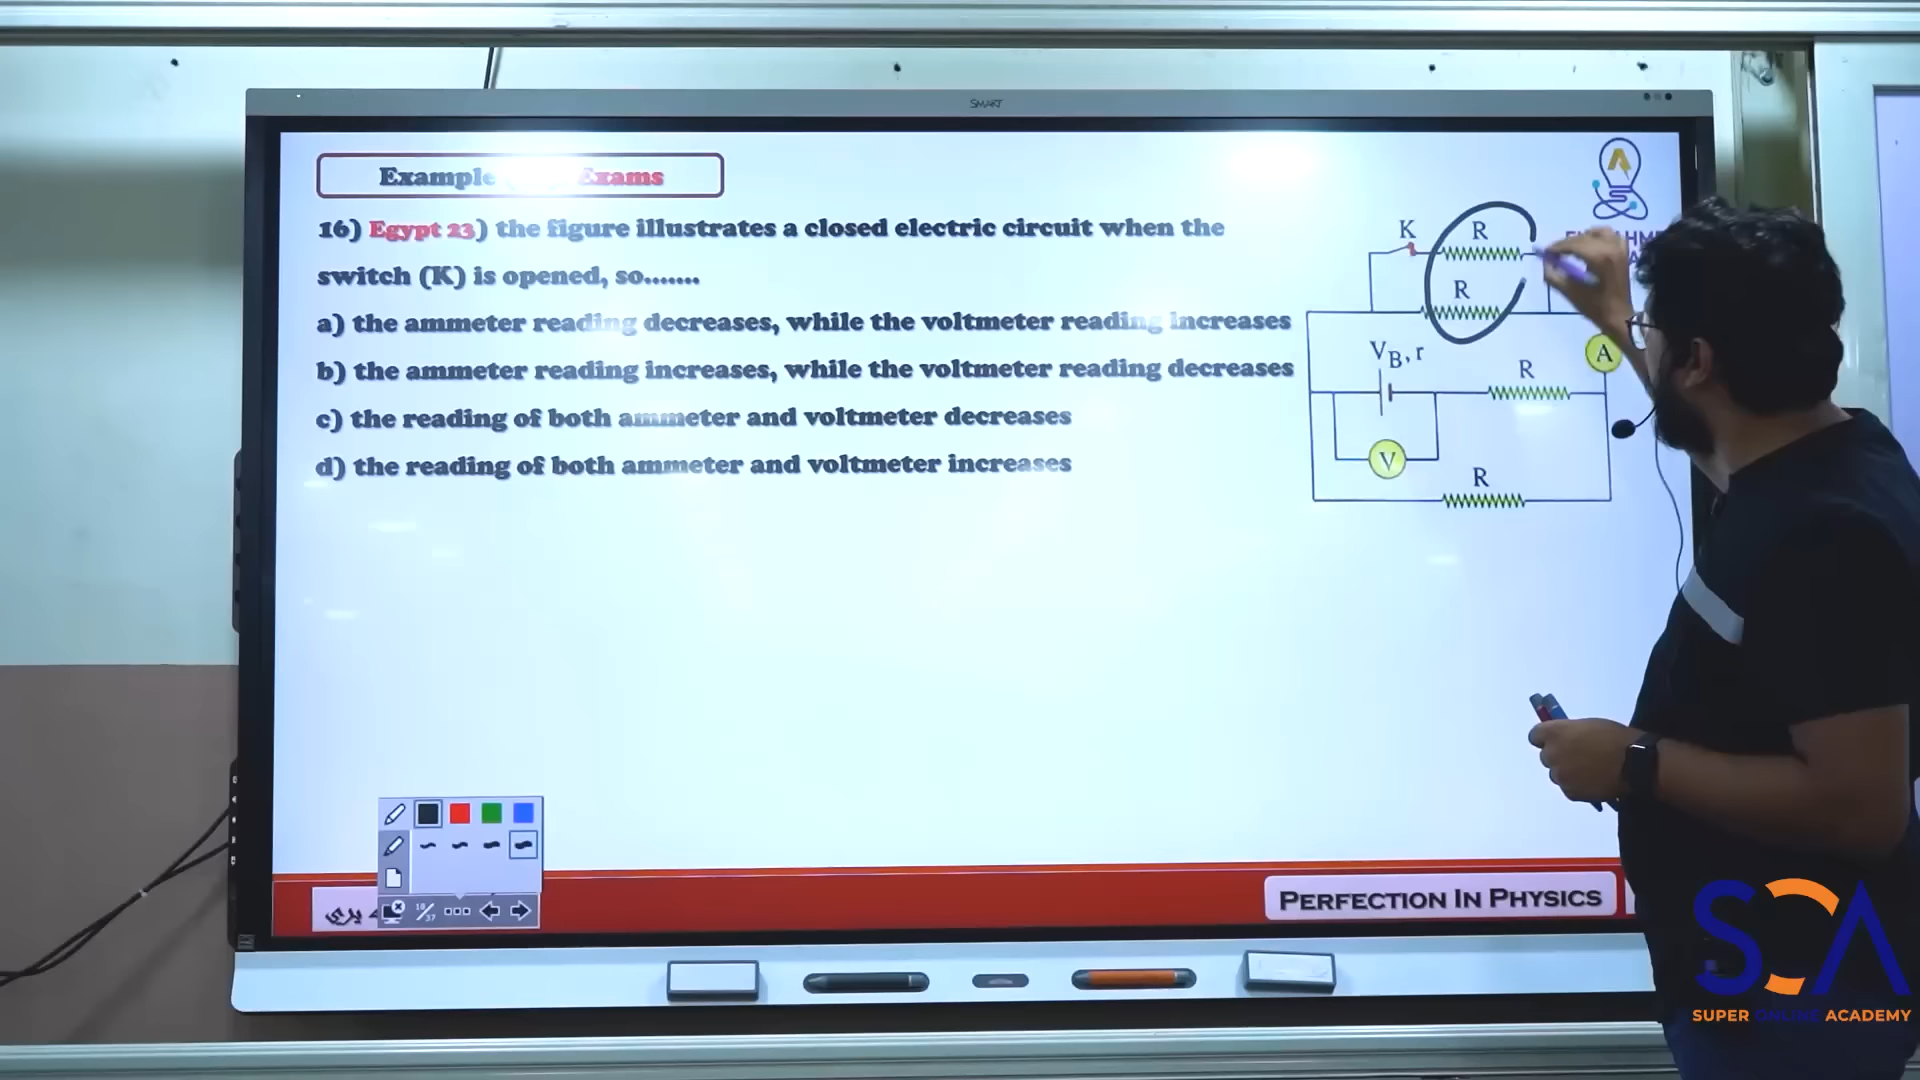 SMART
Example Exams
16) Egypt 23) the figure illustrates a closed electric circuit when the
switch (K) is opened, so.......
a) the ammeter reading decreases, while the voltmeter reading increases
b) the ammeter reading increases, while the voltmeter reading decreases
c) the reading of both ammeter and voltmeter decreases
d) the reading of both ammeter and voltmeter increases
K R
R
VB, r
R
A
V
R
18/37
PERFECTION IN PHYSICS
SCA
SUPER ONLINE ACADEMY